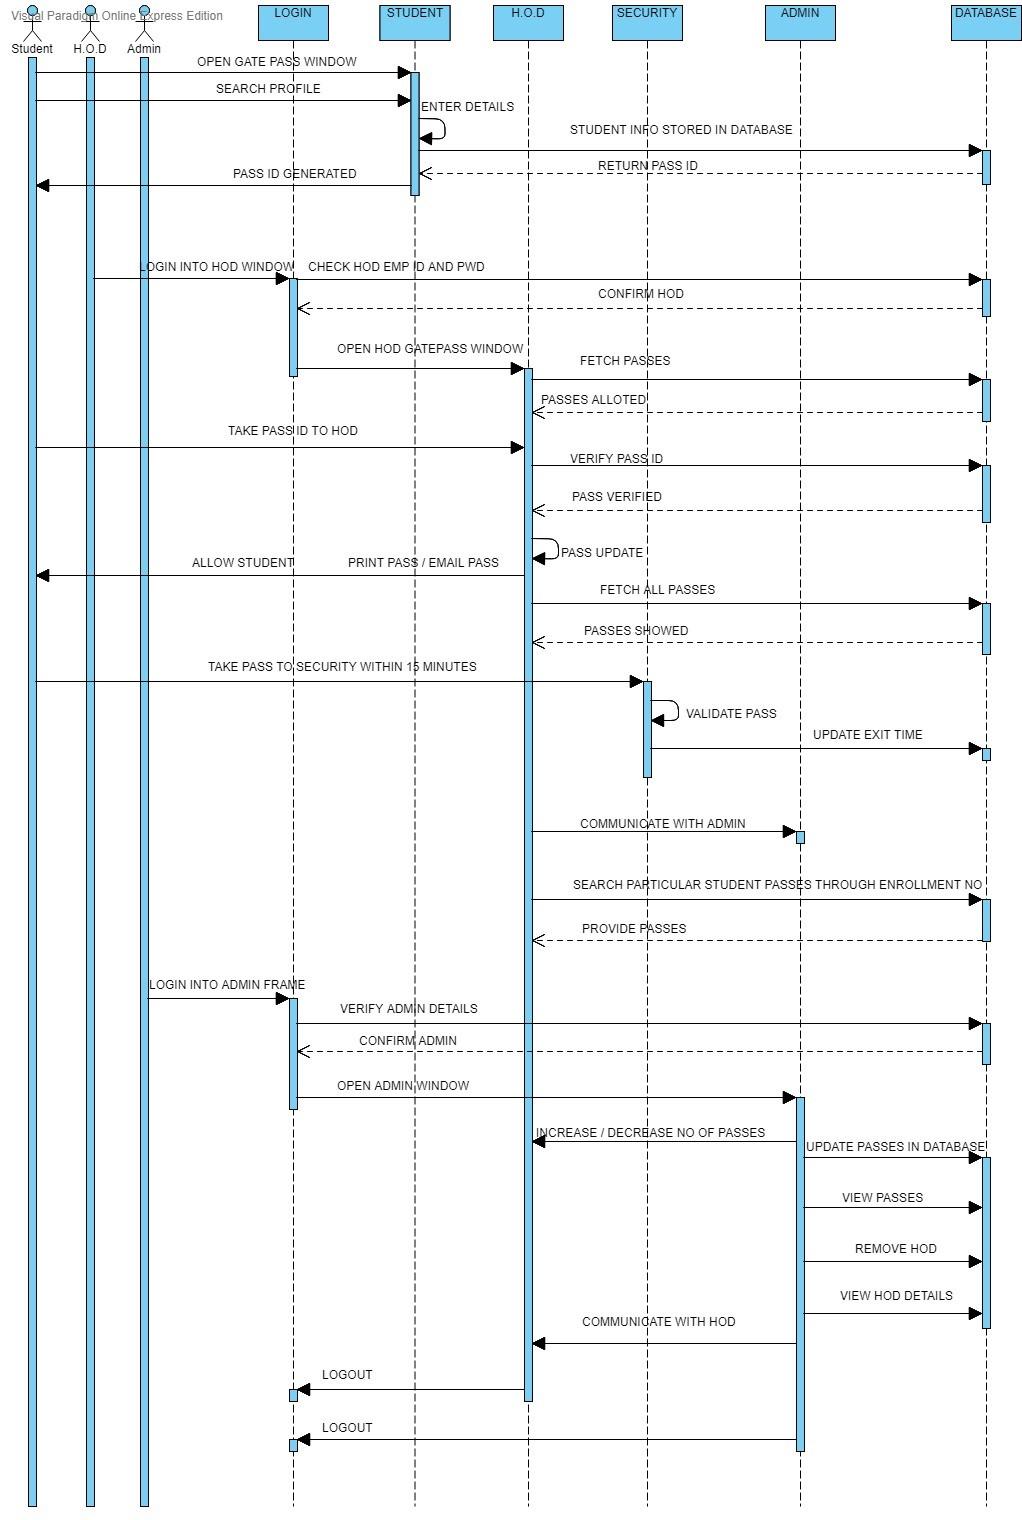 Visual Paradigm Online Express Edition
LOGIN
STUDENT
H.O.D
SECURITY
ADMIN
DATABASE
Student
H.O.D
Admin
OPEN GATE PASS WINDOW
SEARCH PROFILE
ENTER DETAILS
STUDENT INFO STORED IN DATABASE
RETURN PASS ID
PASS ID GENERATED
LOGIN INTO HOD WINDOW
CHECK HOD EMP ID AND PWD
CONFIRM HOD
OPEN HOD GATEPASS WINDOW
FETCH PASSES
PASSES ALLOTED
TAKE PASS ID TO HOD
VERIFY PASS ID
PASS VERIFIED
PASS UPDATE
ALLOW STUDENT
PRINT PASS / EMAIL PASS
FETCH ALL PASSES
PASSES SHOWED
TAKE PASS TO SECURITY WITHIN 15 MINUTES
VALIDATE PASS
UPDATE EXIT TIME
COMMUNICATE WITH ADMIN
SEARCH PARTICULAR STUDENT PASSES THROUGH ENROLLMENT NO
PROVIDE PASSES
LOGIN INTO ADMIN FRAME
VERIFY ADMIN DETAILS
CONFIRM ADMIN
OPEN ADMIN WINDOW
INCREASE / DECREASE NO OF PASSES
UPDATE PASSES IN DATABASE
VIEW PASSES
REMOVE HOD
VIEW HOD DETAILS
COMMUNICATE WITH HOD
LOGOUT
LOGOUT